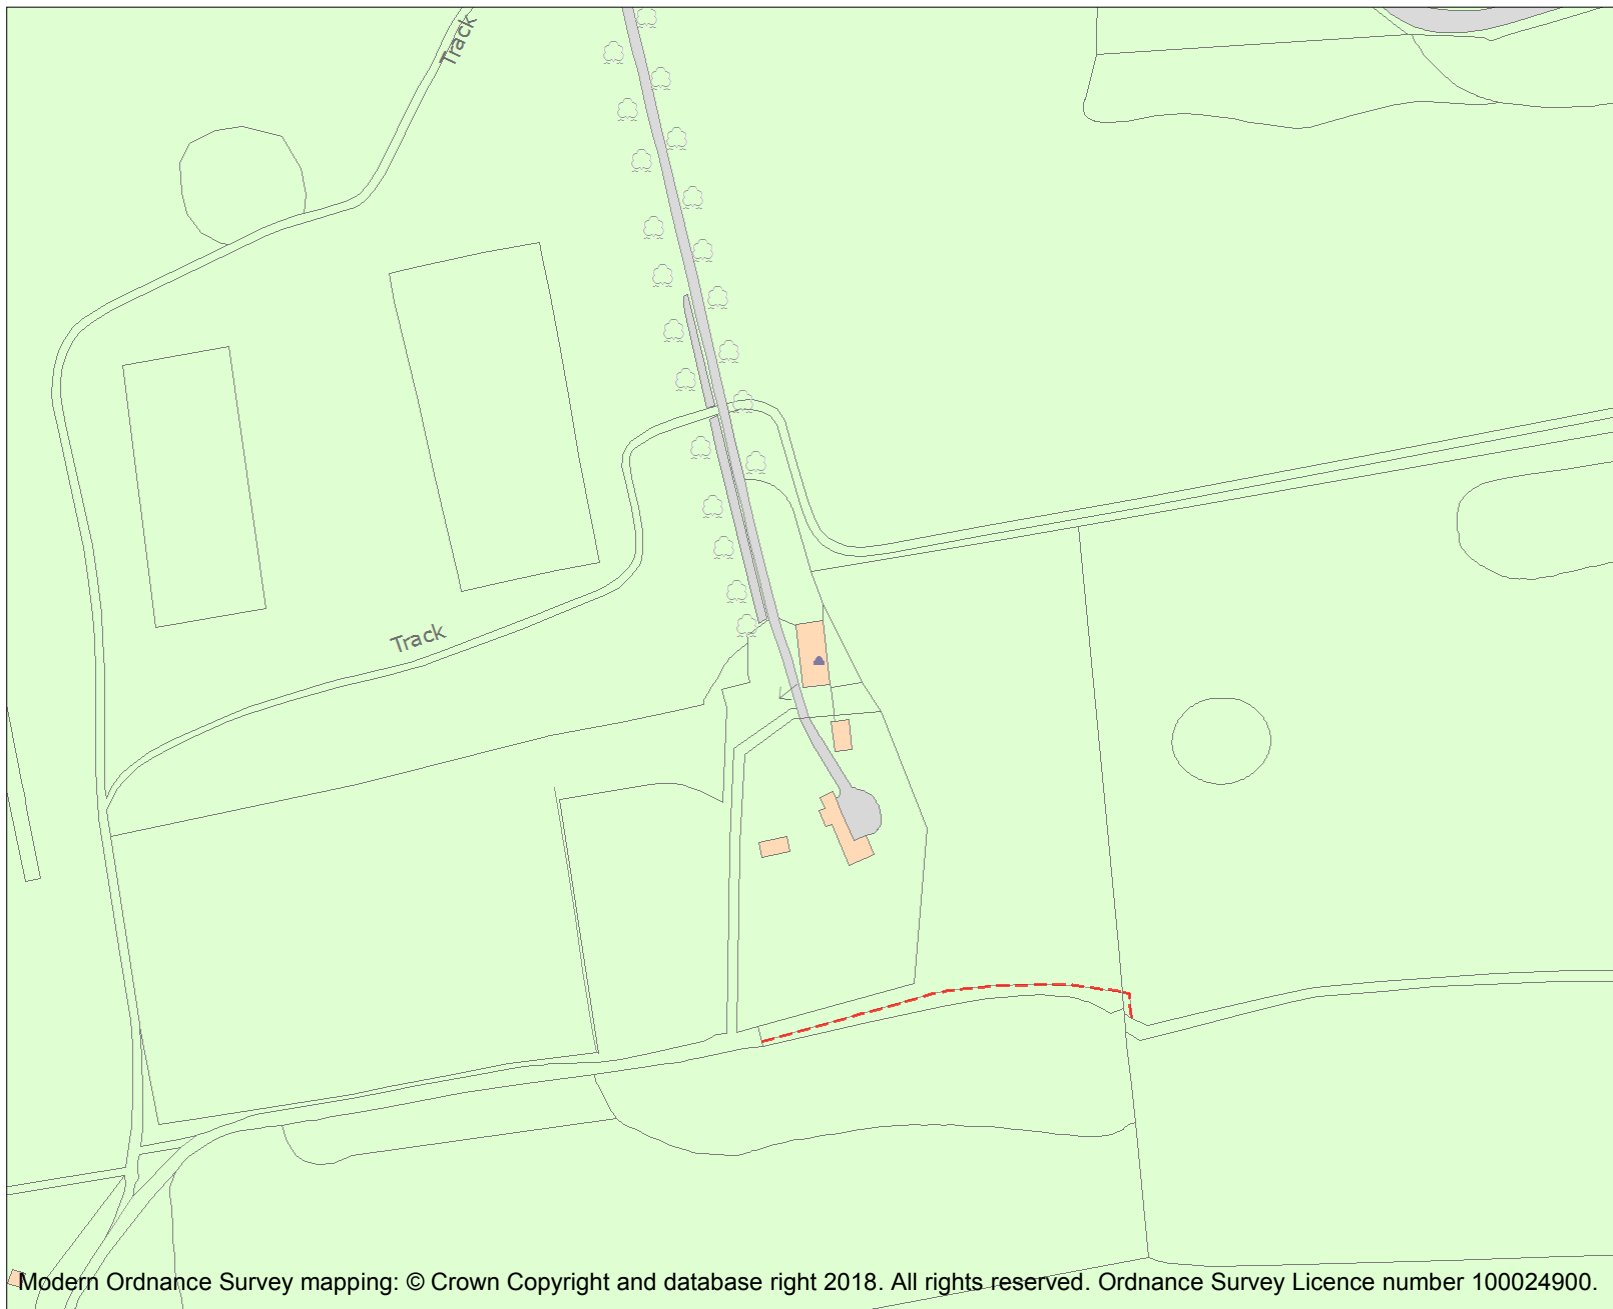 Track
Track
Modern Ordnance Survey mapping: © Crown Copyright and database right 2018. All rights reserved. Ordnance Survey Licence number 100024900.